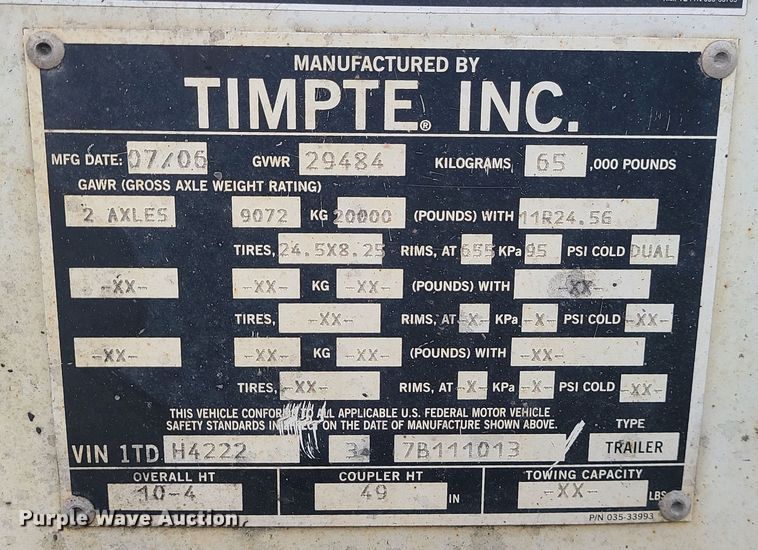 MANUFACTURED BY
TIMPTE® INC.
MFG DATE: 07/06 GVWR 29484 KILOGRAMS 65 ,000 POUNDS
GAWR (GROSS AXLE WEIGHT RATING)
2 AXLES 9072 KG 20000 (POUNDS) WITH 11R24.5G
TIRES, 24.5X8.25 RIMS, AT 655 KPa 95 PSI COLD DUAL
-XX- -XX- KG -XX- (POUNDS) WITH -XX-
TIRES, -XX- RIMS, AT -X- KPa -X- PSI COLD -XX-
-XX- -XX- KG -XX- (POUNDS) WITH -XX-
TIRES, -XX- RIMS, AT -X- KPa -X- PSI COLD -XX-
THIS VEHICLE CONFORMS TO ALL APPLICABLE U.S. FEDERAL MOTOR VEHICLE
SAFETY STANDARDS IN EFFECT ON THE DATE OF MANUFACTURE SHOWN ABOVE. TYPE
VIN 1TD H4222 3 7B111013 TRAILER
OVERALL HT COUPLER HT TOWING CAPACITY
10-4 49 IN -XX- LBS
P/N 035-33993
Purple Wave Auction